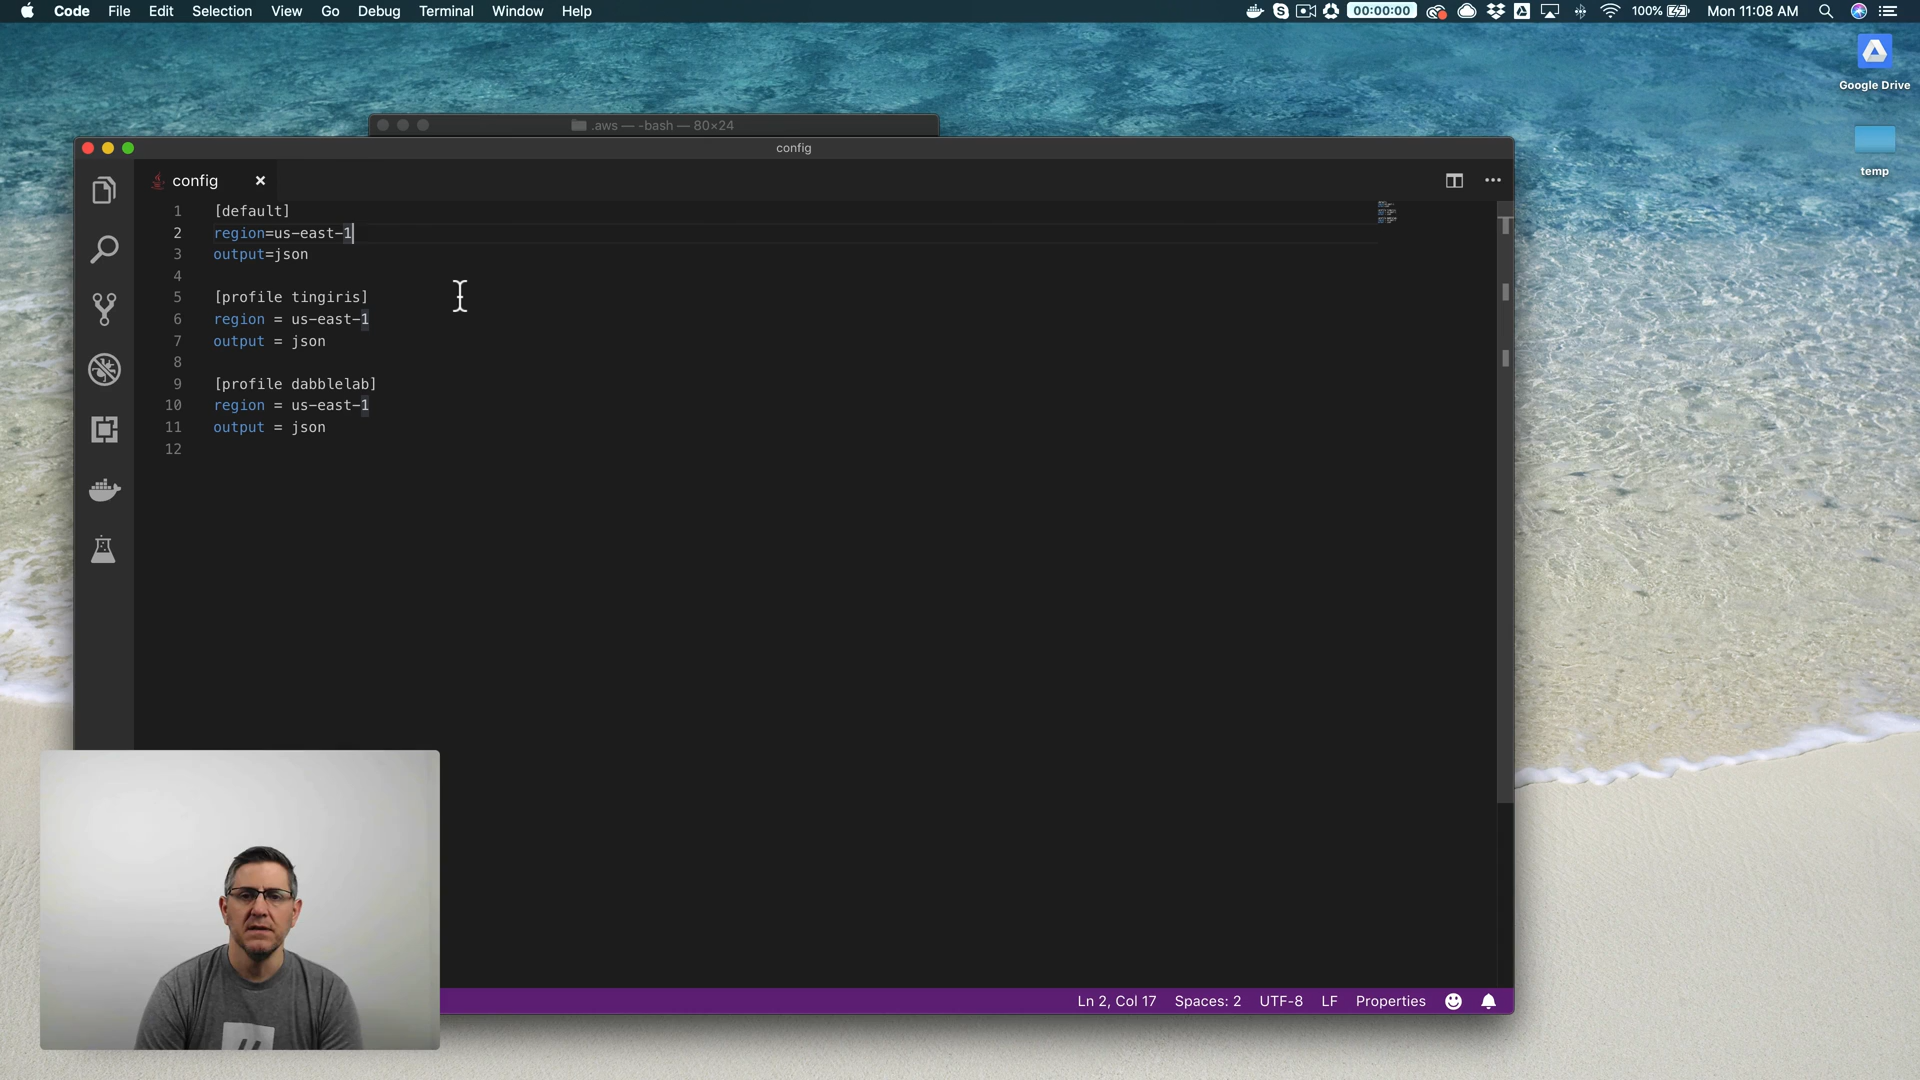 Code File Edit Selection View Go Debug Terminal Window Help
00:00:00 100% Mon 11:08 AM
Google Drive
temp
.aws — -bash — 80×24
config
config
1 [default]
2 region=us-east-1
3 output=json
4
5 [profile tingiris]
6 region = us-east-1
7 output = json
8
9 [profile dabblelab]
10 region = us-east-1
11 output = json
12
Ln 2, Col 17 Spaces: 2 UTF-8 LF Properties